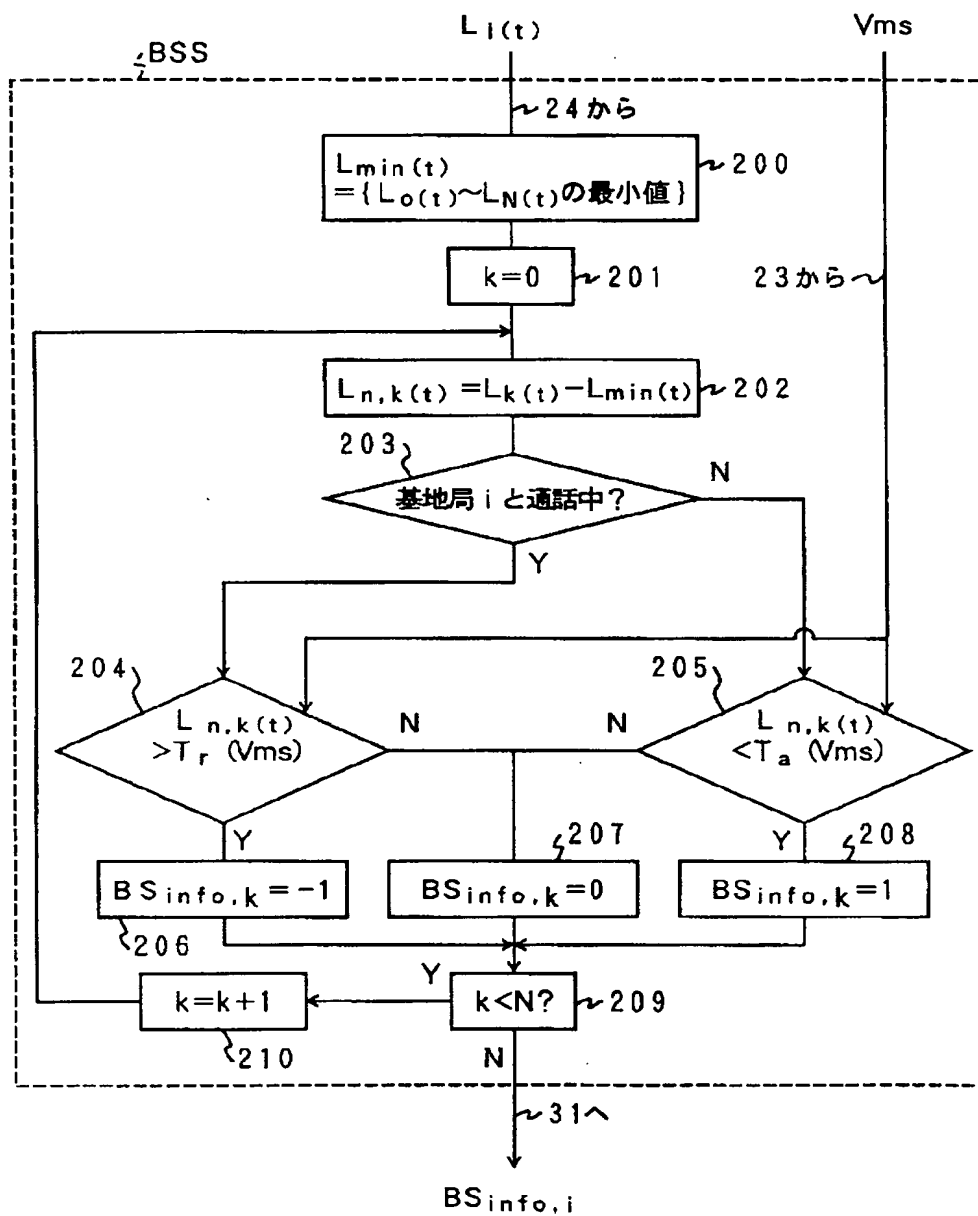 L i(t)
Vms
BSS
24から
Lmin(t)
={Lo(t)~LN(t)の最小値}
200
k=0
201
23から
Ln,k(t)=Lk(t)-Lmin(t)
202
203
基地局iと通話中?
N
Y
204
Ln,k(t)
>Tr(Vms)
N
Y
205
Ln,k(t)
<Ta(Vms)
N
Y
207
208
BSinfo,k=-1
206
BSinfo,k=0
BSinfo,k=1
Y
k=k+1
210
k<N?
209
N
31へ
BSinfo,i